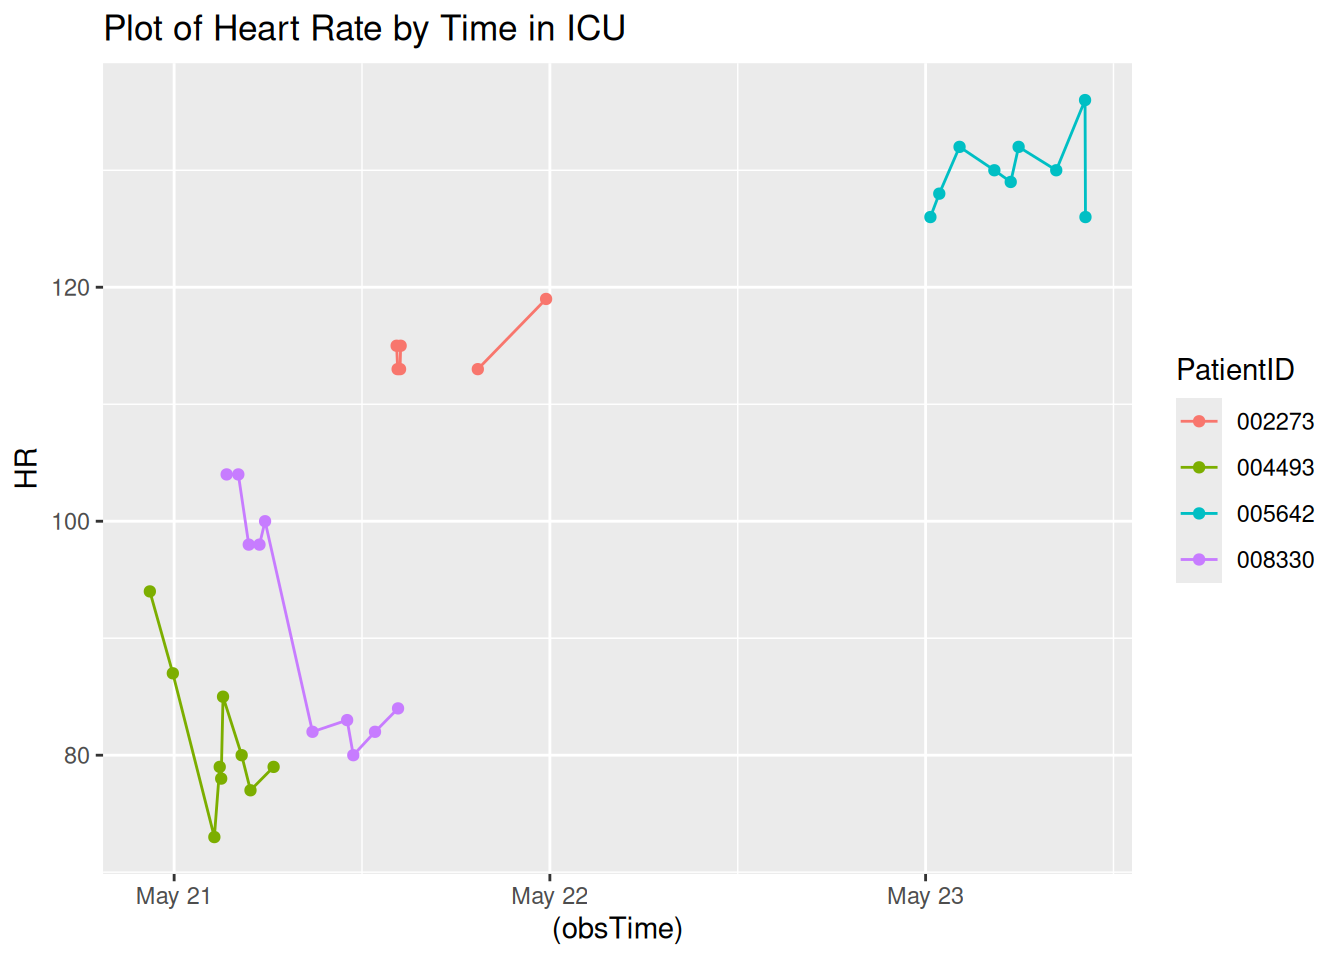 Plot of Heart Rate by Time in ICU
HR
120
100
80
May 21
May 22
May 23
(obsTime)
PatientID
002273
004493
005642
008330